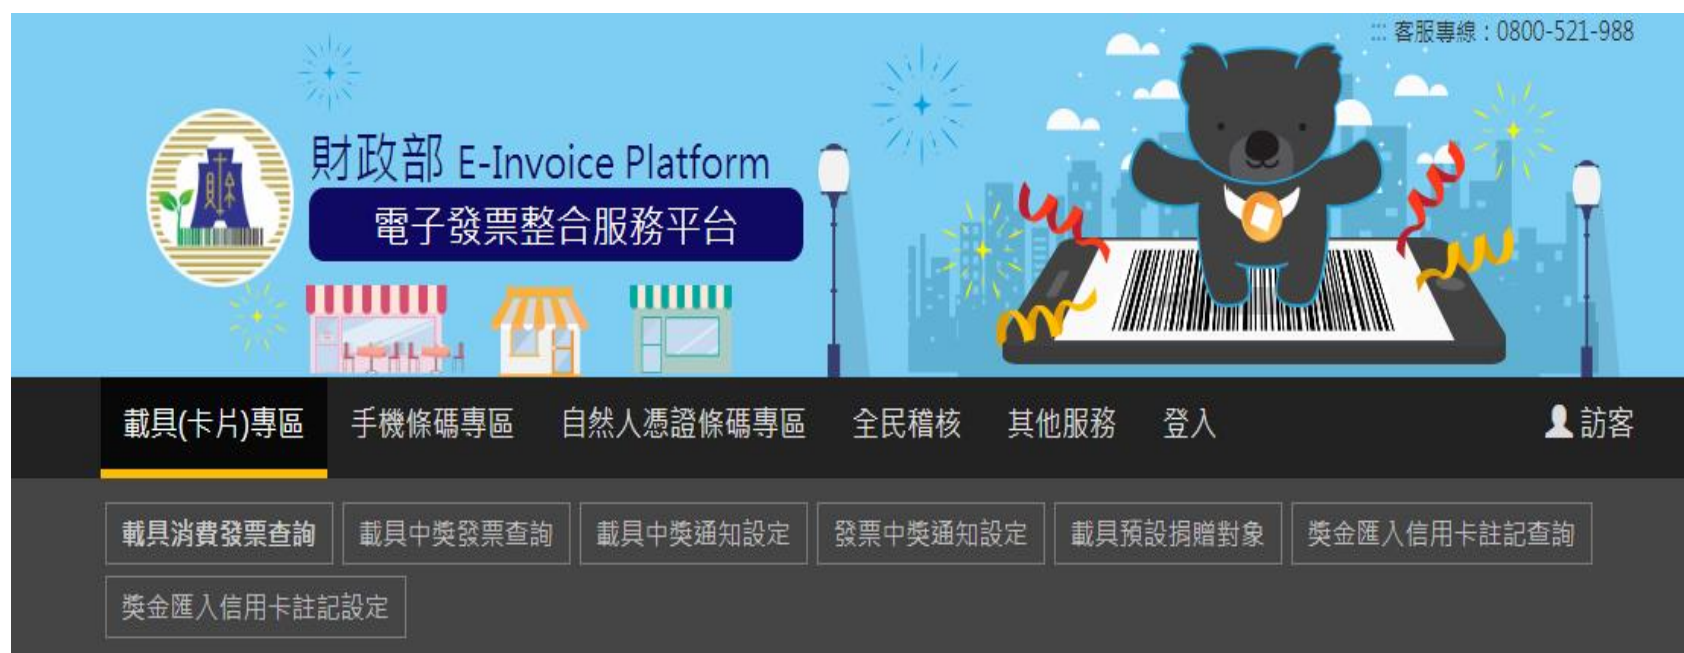 ::: 客服專線：0800-521-988
財政部 E-Invoice Platform
電子發票整合服務平台
載具(卡片)專區 手機條碼專區 自然人憑證條碼專區 全民稽核 其他服務 登入 訪客
載具消費發票查詢 載具中獎發票查詢 載具中獎通知設定 發票中獎通知設定 載具預設捐贈對象 獎金匯入信用卡註記查詢
獎金匯入信用卡註記設定